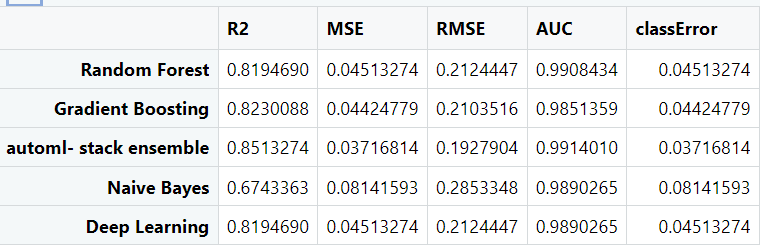 R2 MSE RMSE AUC classError
Random Forest 0.8194690 0.04513274 0.2124447 0.9908434 0.04513274
Gradient Boosting 0.8230088 0.04424779 0.2103516 0.9851359 0.04424779
automl- stack ensemble 0.8513274 0.03716814 0.1927904 0.9914010 0.03716814
Naive Bayes 0.6743363 0.08141593 0.2853348 0.9890265 0.08141593
Deep Learning 0.8194690 0.04513274 0.2124447 0.9890265 0.04513274